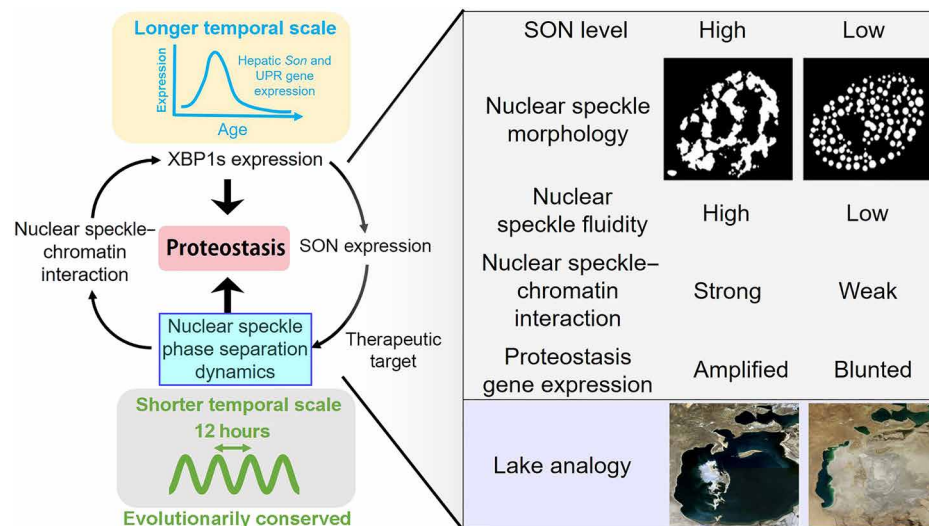 Longer temporal scale
Expression
Hepatic Son and
UPR gene
expression
Age
XBP1s expression
Nuclear speckle–
chromatin
interaction
Proteostasis
SON expression
Nuclear speckle
phase separation
dynamics
Therapeutic
target
Shorter temporal scale
12 hours
Evolutionarily conserved
SON level High Low
Nuclear speckle
morphology
Nuclear
speckle fluidity
High Low
Nuclear speckle–
chromatin
interaction
Strong Weak
Proteostasis
gene expression
Amplified Blunted
Lake analogy